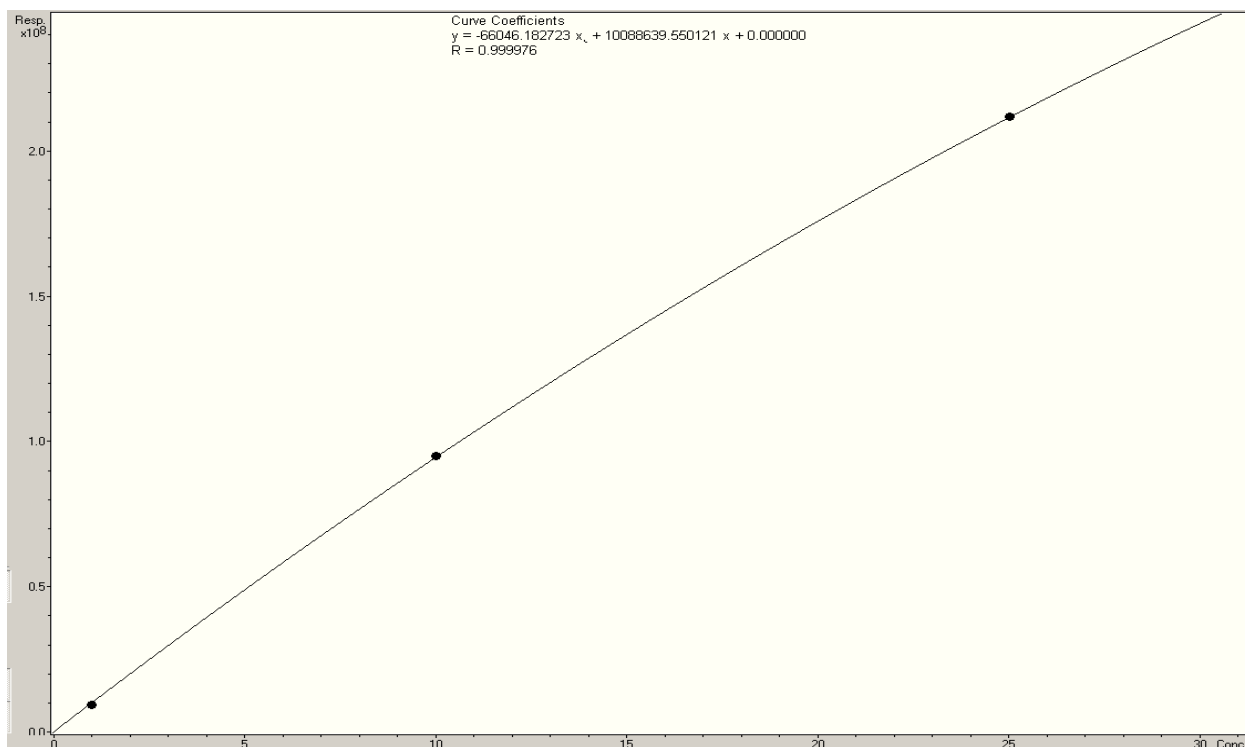 Resp.
x10^8
Curve Coefficients
y = -66046.182723 x、 + 10088639.550121 x + 0.000000
R = 0.999976
2.0
1.5
1.0
0.5
0.0
0 5 10 15 20 25 30 Conc